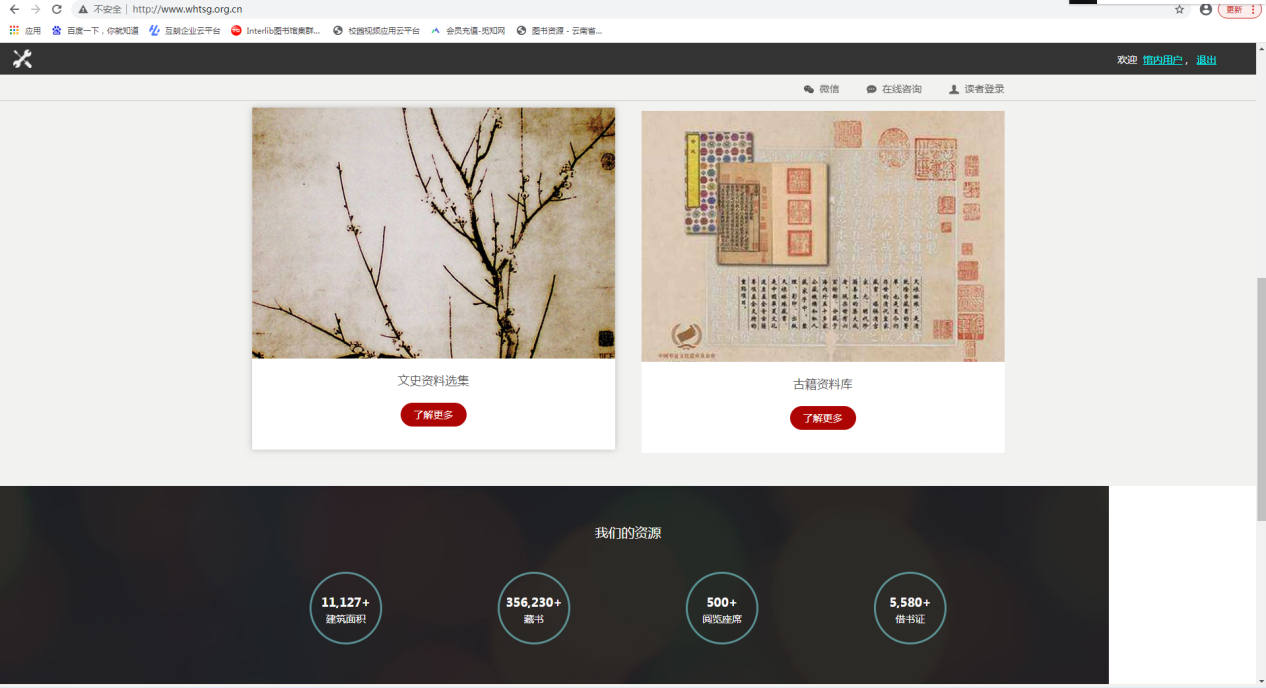 不安全 | http://www.whtsg.org.cn
更新
应用 百度一下，你就知道 互蜘企业云平台 Interlib图书馆集群... 校园视频应用云平台 会员充值-觅知网 图书资源 - 云南省...
欢迎 馆内用户， 退出
微信 在线咨询 读者登录
文史资料选集
了解更多
古籍资料库
了解更多
我们的资源
11,127+
建筑面积
356,230+
藏书
500+
阅览座席
5,580+
借书证